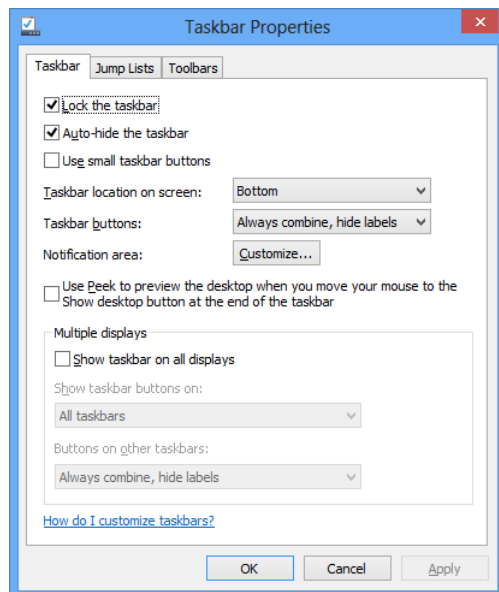 Taskbar Properties
Taskbar
Jump Lists
Toolbars
Lock the taskbar
Auto-hide the taskbar
Use small taskbar buttons
Taskbar location on screen: Bottom
Taskbar buttons: Always combine, hide labels
Notification area: Customize...
Use Peek to preview the desktop when you move your mouse to the
Show desktop button at the end of the taskbar
Multiple displays
Show taskbar on all displays
Show taskbar buttons on:
All taskbars
Buttons on other taskbars:
Always combine, hide labels
How do I customize taskbars?
OK
Cancel
Apply